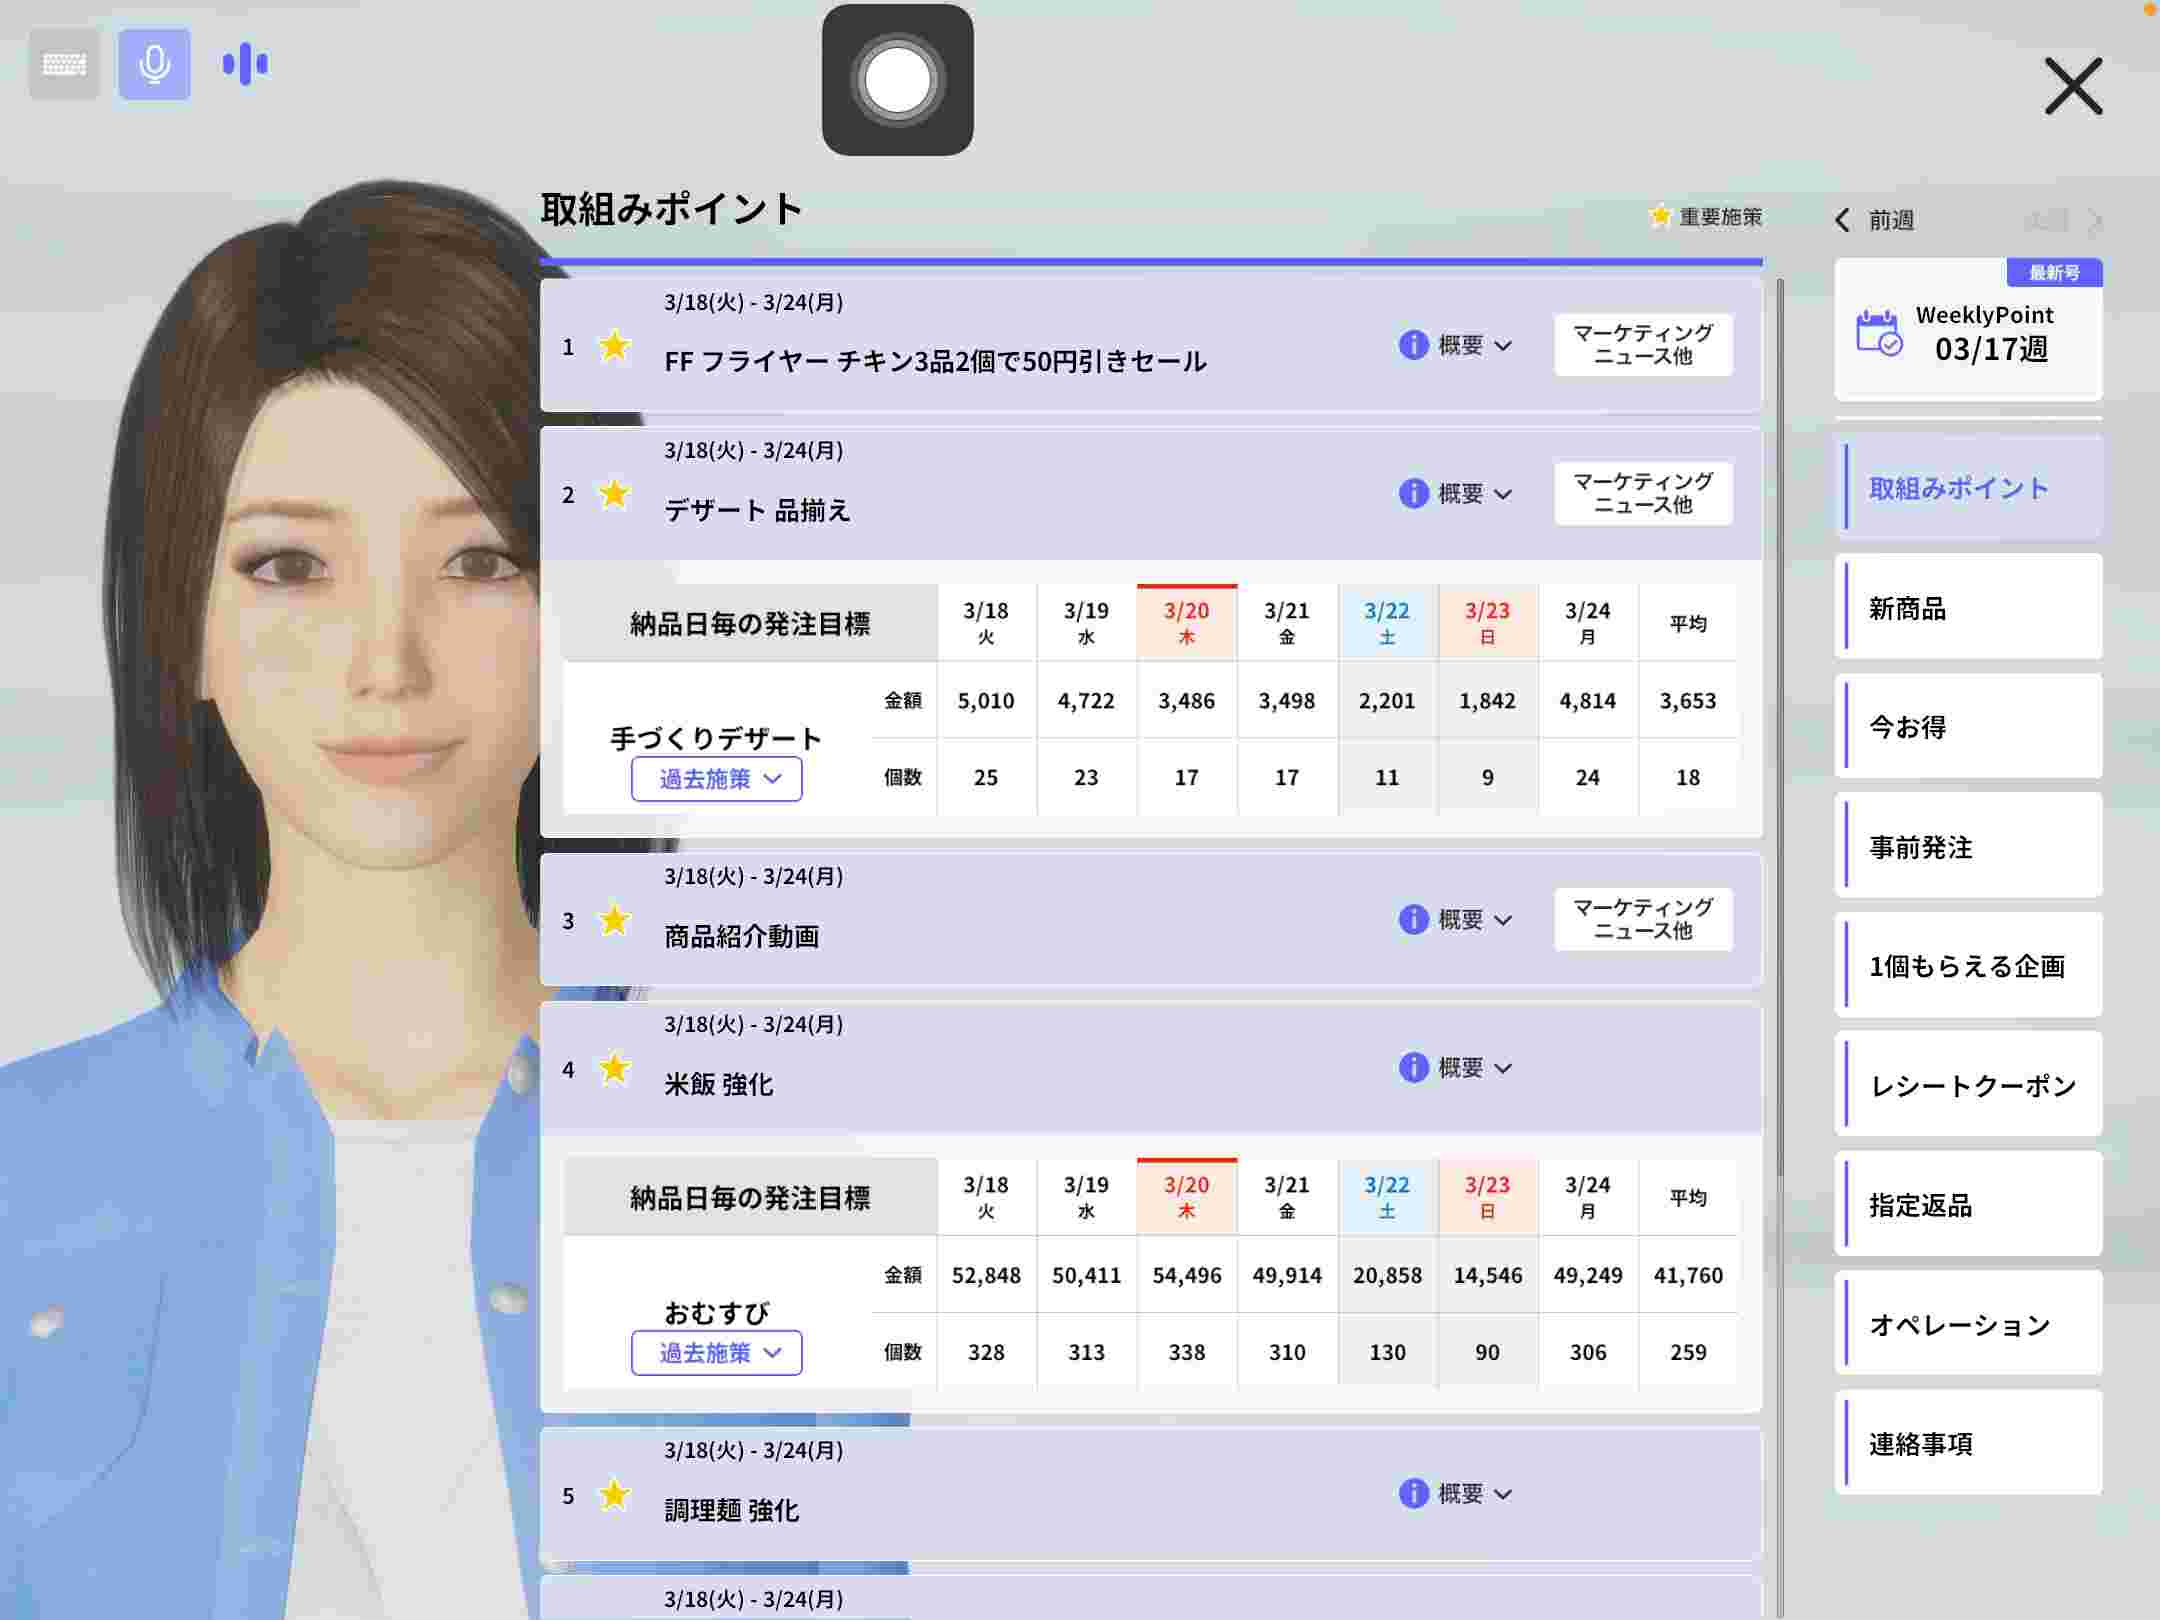 取組みポイント
重要施策
1
3/18(火) - 3/24(月)
FF フライヤー チキン3品2個で50円引きセール
概要
マーケティング
ニュース他
2
3/18(火) - 3/24(月)
デザート 品揃え
概要
マーケティング
ニュース他
納品日毎の発注目標 3/18 火 3/19 水 3/20 木 3/21 金 3/22 土 3/23 日 3/24 月 平均
手づくりデザート
過去施策
金額 5,010 4,722 3,486 3,498 2,201 1,842 4,814 3,653
個数 25 23 17 17 11 9 24 18
3
3/18(火) - 3/24(月)
商品紹介動画
概要
マーケティング
ニュース他
4
3/18(火) - 3/24(月)
米飯 強化
概要
納品日毎の発注目標 3/18 火 3/19 水 3/20 木 3/21 金 3/22 土 3/23 日 3/24 月 平均
おむすび
過去施策
金額 52,848 50,411 54,496 49,914 20,858 14,546 49,249 41,760
個数 328 313 338 310 130 90 306 259
5
3/18(火) - 3/24(月)
調理麺 強化
概要
3/18(火) - 3/24(月)
前週
最新号
WeeklyPoint
03/17週
取組みポイント
新商品
今お得
事前発注
1個もらえる企画
レシートクーポン
指定返品
オペレーション
連絡事項